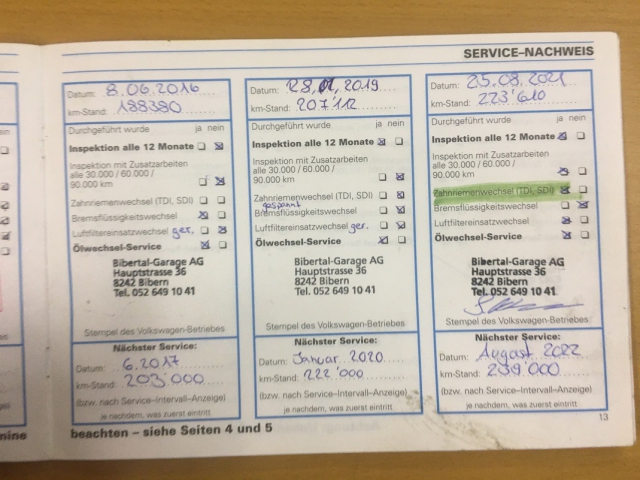 SERVICE–NACHWEIS
Datum: 8.06.2016
km-Stand: 188380
Durchgeführt wurde ja nein
Inspektion alle 12 Monate
Inspektion mit Zusatzarbeiten
alle 30.000 / 60.000 /
90.000 km
Zahnriemenwechsel (TDI, SDI)
Bremsflüssigkeitswechsel
Luftfiltereinsatzwechsel ger.
Ölwechsel-Service
Bibertal-Garage AG
Hauptstrasse 36
8242 Bibern
Tel. 052 649 10 41
Stempel des Volkswagen-Betriebes
Nächster Service:
Datum: 6.2017
km-Stand: 203'000
(bzw. nach Service–Intervall–Anzeige)
je nachdem, was zuerst eintritt
Datum: 28. 2019
km-Stand: 207'112
Durchgeführt wurde ja nein
Inspektion alle 12 Monate
Inspektion mit Zusatzarbeiten
alle 30.000 / 60.000 /
90.000 km
Zahnriemenwechsel (TDI, SDI)
gespannt
Bremsflüssigkeitswechsel
Luftfiltereinsatzwechsel ger.
Ölwechsel-Service
Bibertal-Garage AG
Hauptstrasse 36
8242 Bibern
Tel. 052 649 10 41
Stempel des Volkswagen-Betriebes
Nächster Service:
Datum: Januar 2020
km-Stand: 222'000
(bzw. nach Service–Intervall–Anzeige)
je nachdem, was zuerst eintritt
Datum: 25.08.2021
km-Stand: 223'610
Durchgeführt wurde ja nein
Inspektion alle 12 Monate
Inspektion mit Zusatzarbeiten
alle 30.000 / 60.000 /
90.000 km
Zahnriemenwechsel (TDI, SDI)
Bremsflüssigkeitswechsel
Luftfiltereinsatzwechsel
Ölwechsel-Service
Bibertal-Garage AG
Hauptstrasse 36
8242 Bibern
Tel. 052 649 10 41
Stempel des Volkswagen-Betriebes
Nächster Service:
Datum: August 2022
km-Stand: 239'000
(bzw. nach Service–Intervall–Anzeige)
je nachdem, was zuerst eintritt
beachten – siehe Seiten 4 und 5
13